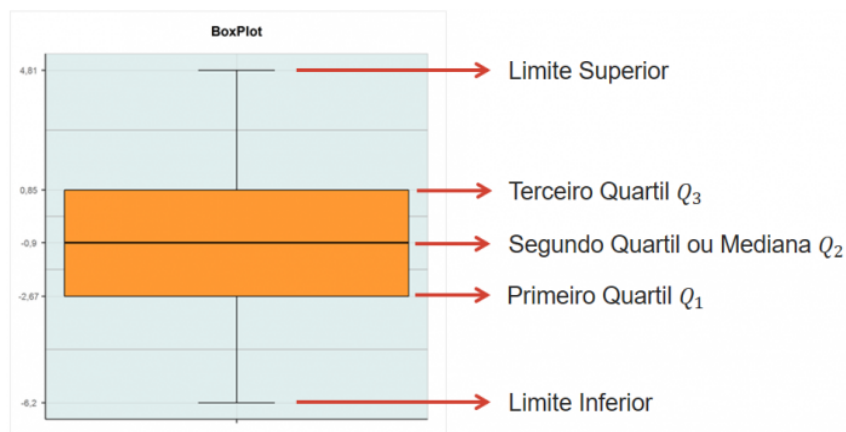 BoxPlot
4,81
Limite Superior
0,85
Terceiro Quartil Q₃
-0,9
Segundo Quartil ou Mediana Q₂
-2,67
Primeiro Quartil Q₁
-6,2
Limite Inferior